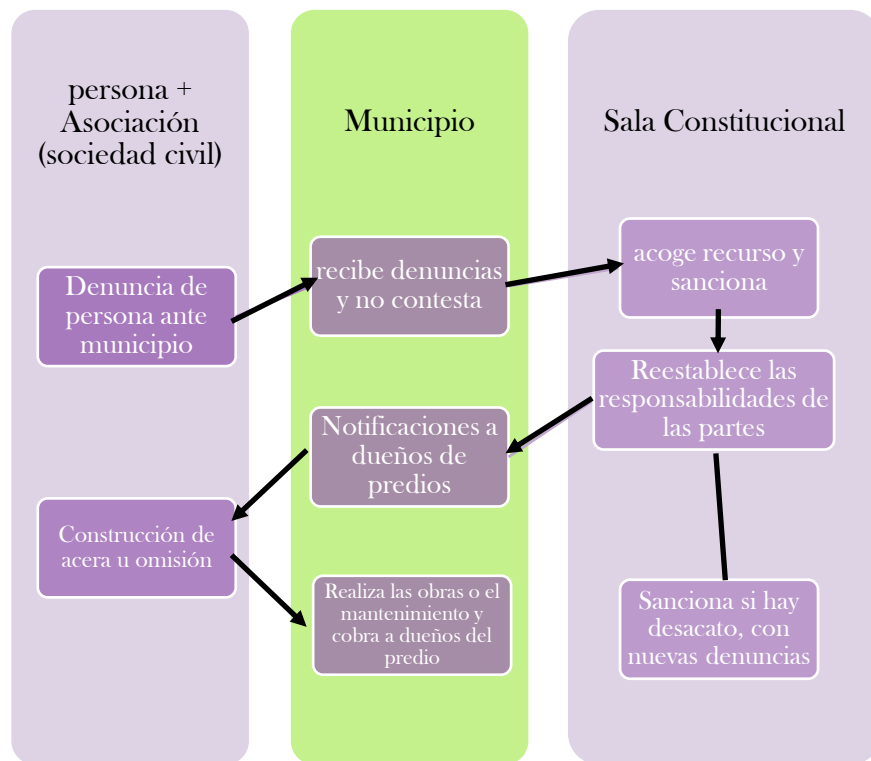 persona +
Asociación
(sociedad civil)
Municipio
Sala Constitucional
Denuncia de
persona ante
municipio
recibe denuncias
y no contesta
acoge recurso y
sanciona
Reestablece las
responsabilidades de
las partes
Notificaciones a
dueños de
predios
Construcción de
acera u omisión
Realiza las obras o el
mantenimiento y
cobra a dueños del
predio
Sanciona si hay
desacato, con
nuevas denuncias